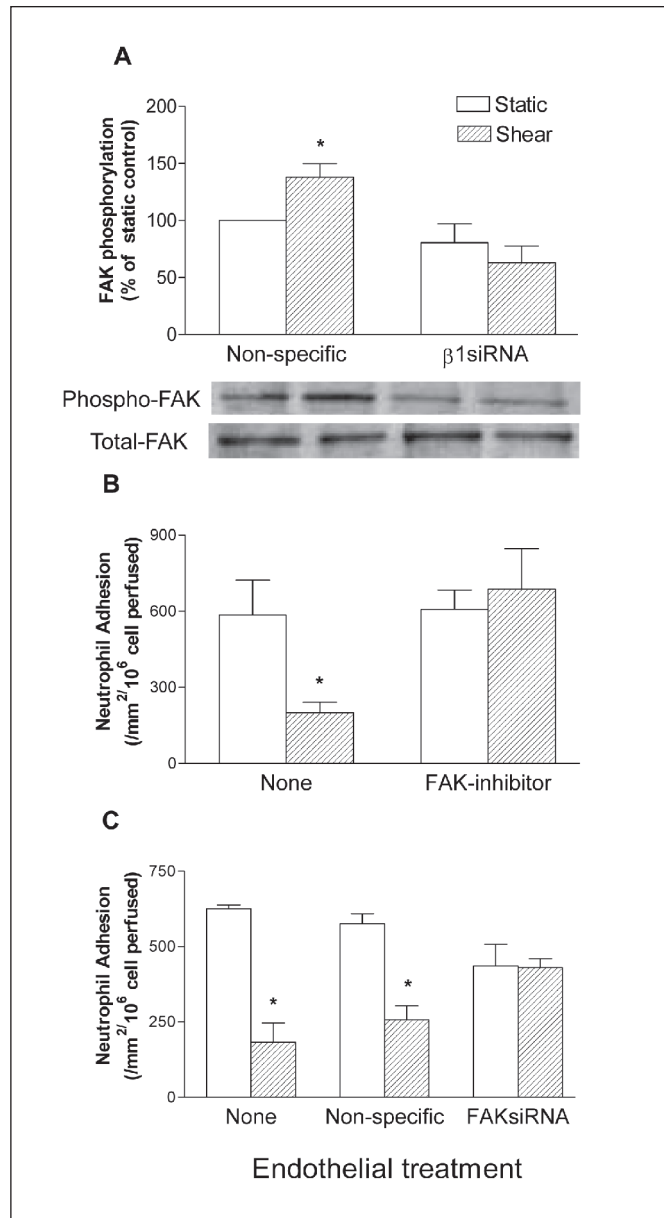 A
Static
Shear
FAK phosphorylation
(% of static control)
200
150
100
50
0
*
Non-specific
β1siRNA
Phospho-FAK
Total-FAK
B
Neutrophil Adhesion
(/mm²/10⁶ cell perfused)
900
600
300
0
*
None
FAK-inhibitor
C
Neutrophil Adhesion
(/mm²/10⁶ cell perfused)
750
500
250
0
*
*
None
Non-specific
FAKsiRNA
Endothelial treatment